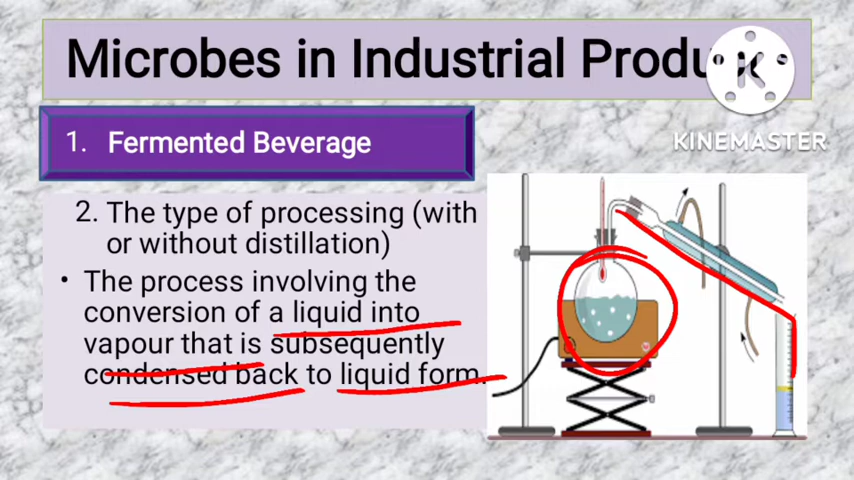 Microbes in Industrial Produ
KINEMASTER
1. Fermented Beverage
2. The type of processing (with
or without distillation)
• The process involving the
conversion of a liquid into
vapour that is subsequently
condensed back to liquid form.